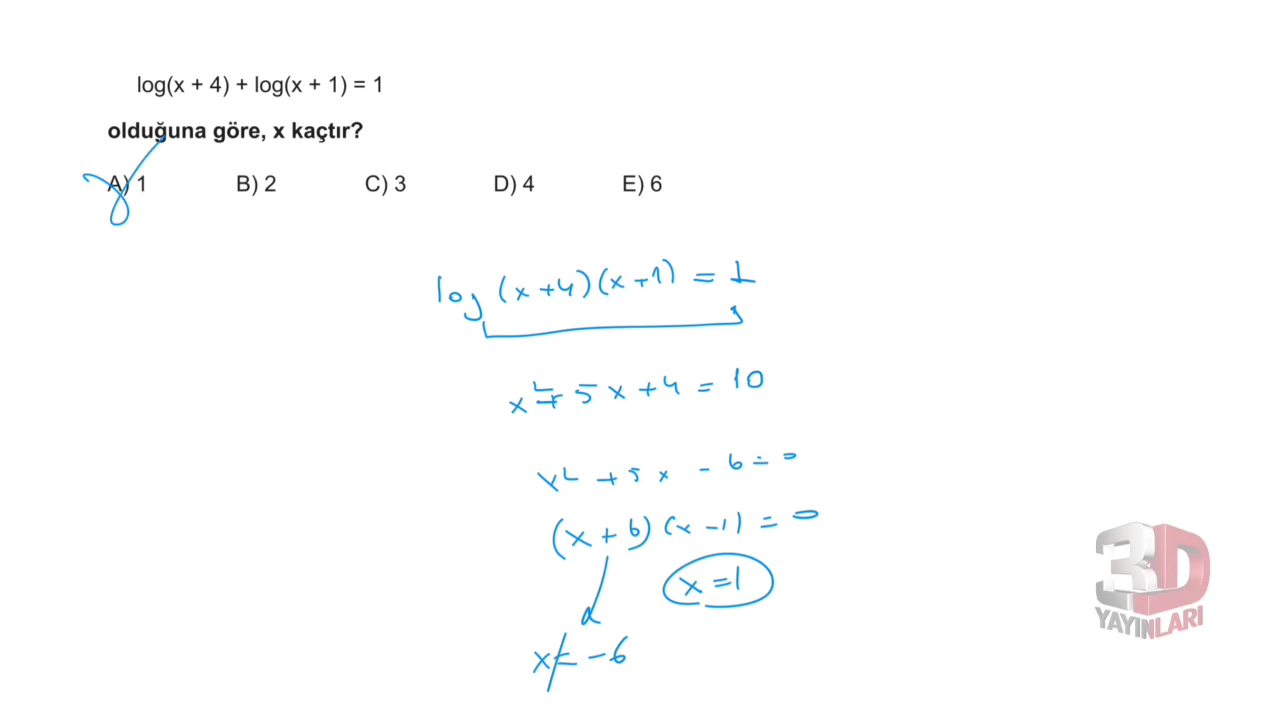 log(x + 4) + log(x + 1) = 1
olduğuna göre, x kaçtır?
A) 1 B) 2 C) 3 D) 4 E) 6
log (x+4)(x+1) = 1
x² + 5x + 4 = 10
x² + 5x - 6 = 0
(x + 6) (x - 1) = 0
x = 1
x = -6
3D
YAYINLARI